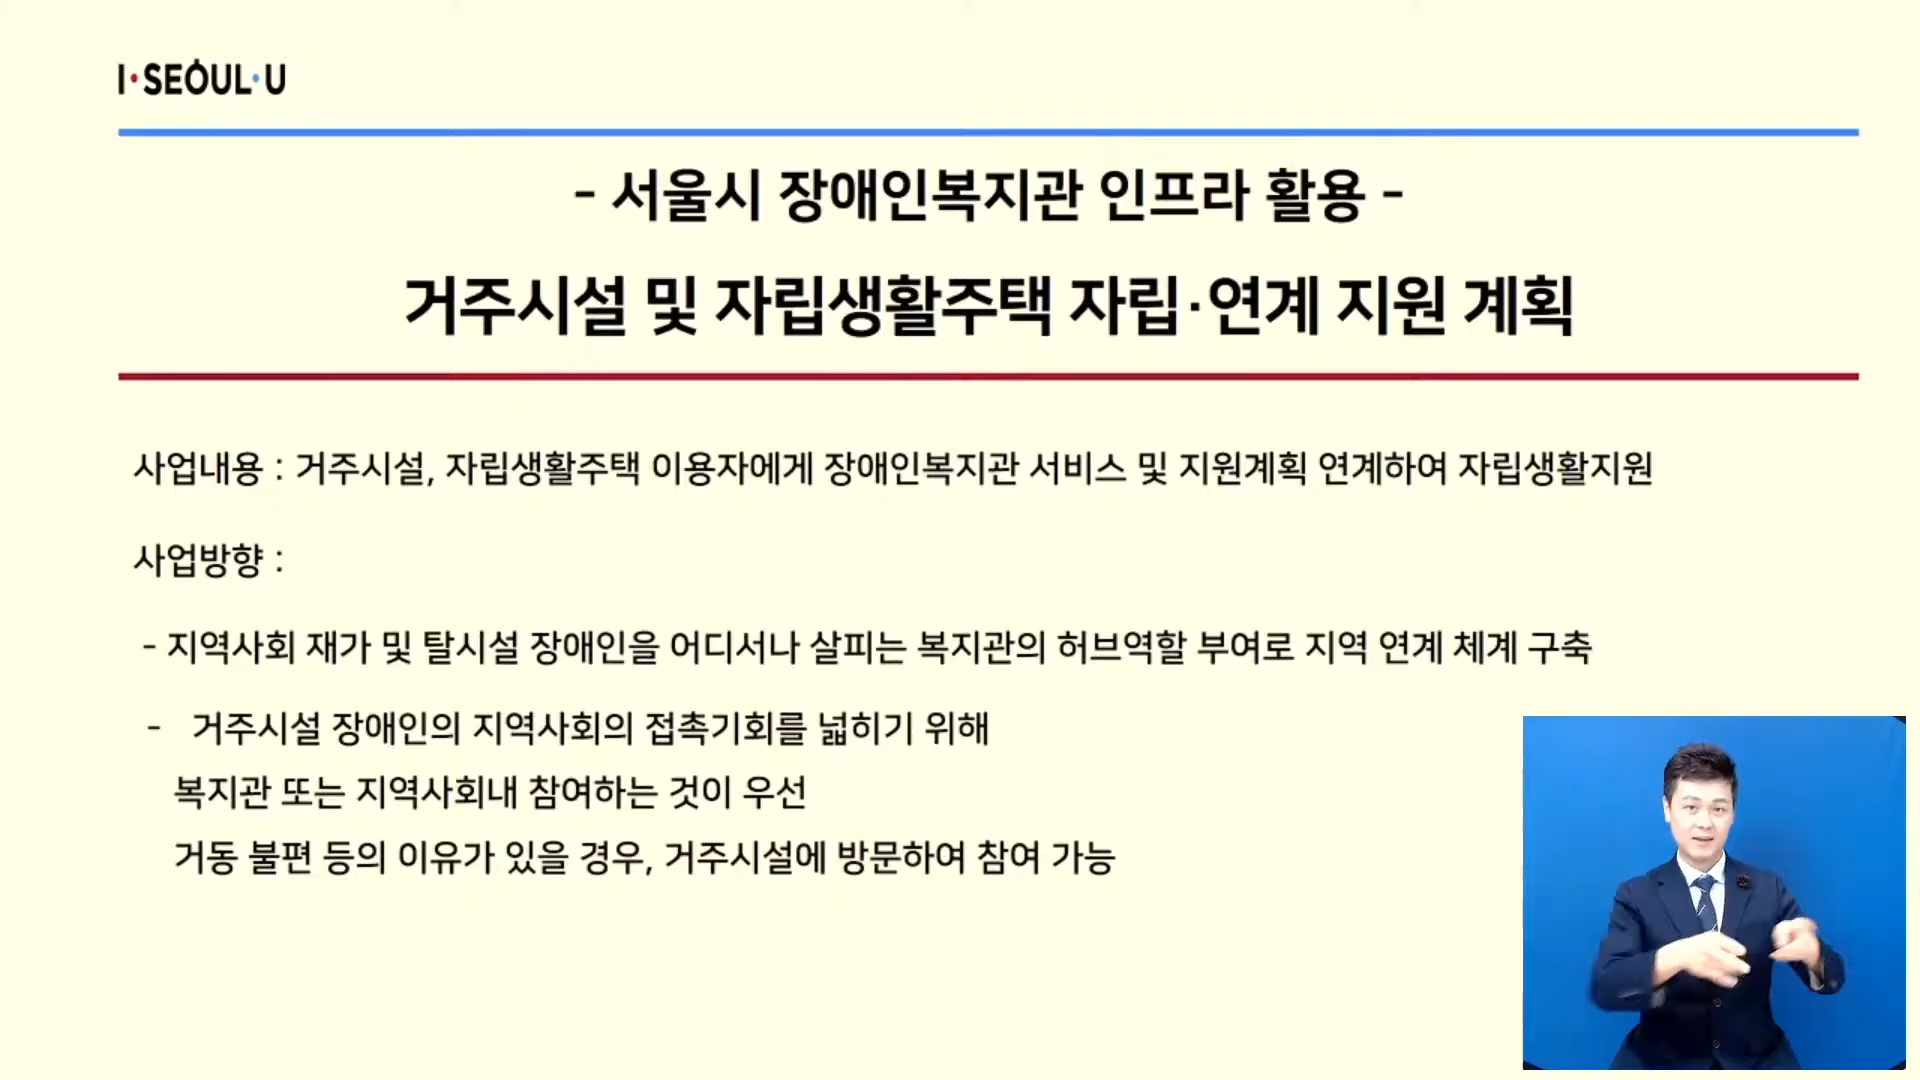 I·SEOUL·U
- 서울시 장애인복지관 인프라 활용 -
거주시설 및 자립생활주택 자립·연계 지원 계획
사업내용 : 거주시설, 자립생활주택 이용자에게 장애인복지관 서비스 및 지원계획 연계하여 자립생활지원
사업방향 :
- 지역사회 재가 및 탈시설 장애인을 어디서나 살피는 복지관의 허브역할 부여로 지역 연계 체계 구축
- 거주시설 장애인의 지역사회의 접촉기회를 넓히기 위해
복지관 또는 지역사회내 참여하는 것이 우선
거동 불편 등의 이유가 있을 경우, 거주시설에 방문하여 참여 가능